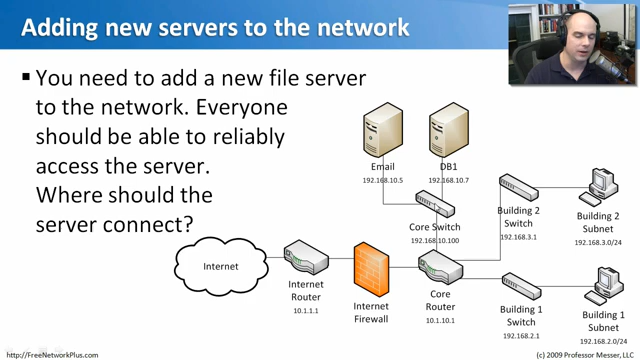 Adding new servers to the network
▪ You need to add a new file server
to the network. Everyone
should be able to reliably
access the server.
Where should the
server connect?
Email
192.168.10.5
DB1
192.168.10.7
Core Switch
192.168.10.100
Building 2
Switch
192.168.3.1
Building 2
Subnet
192.168.3.0/24
Internet
Internet
Router
10.1.1.1
Internet
Firewall
Core
Router
10.1.10.1
Building 1
Switch
192.168.2.1
Building 1
Subnet
192.168.2.0/24
http://FreeNetworkPlus.com
(c) 2009 Professor Messer, LLC